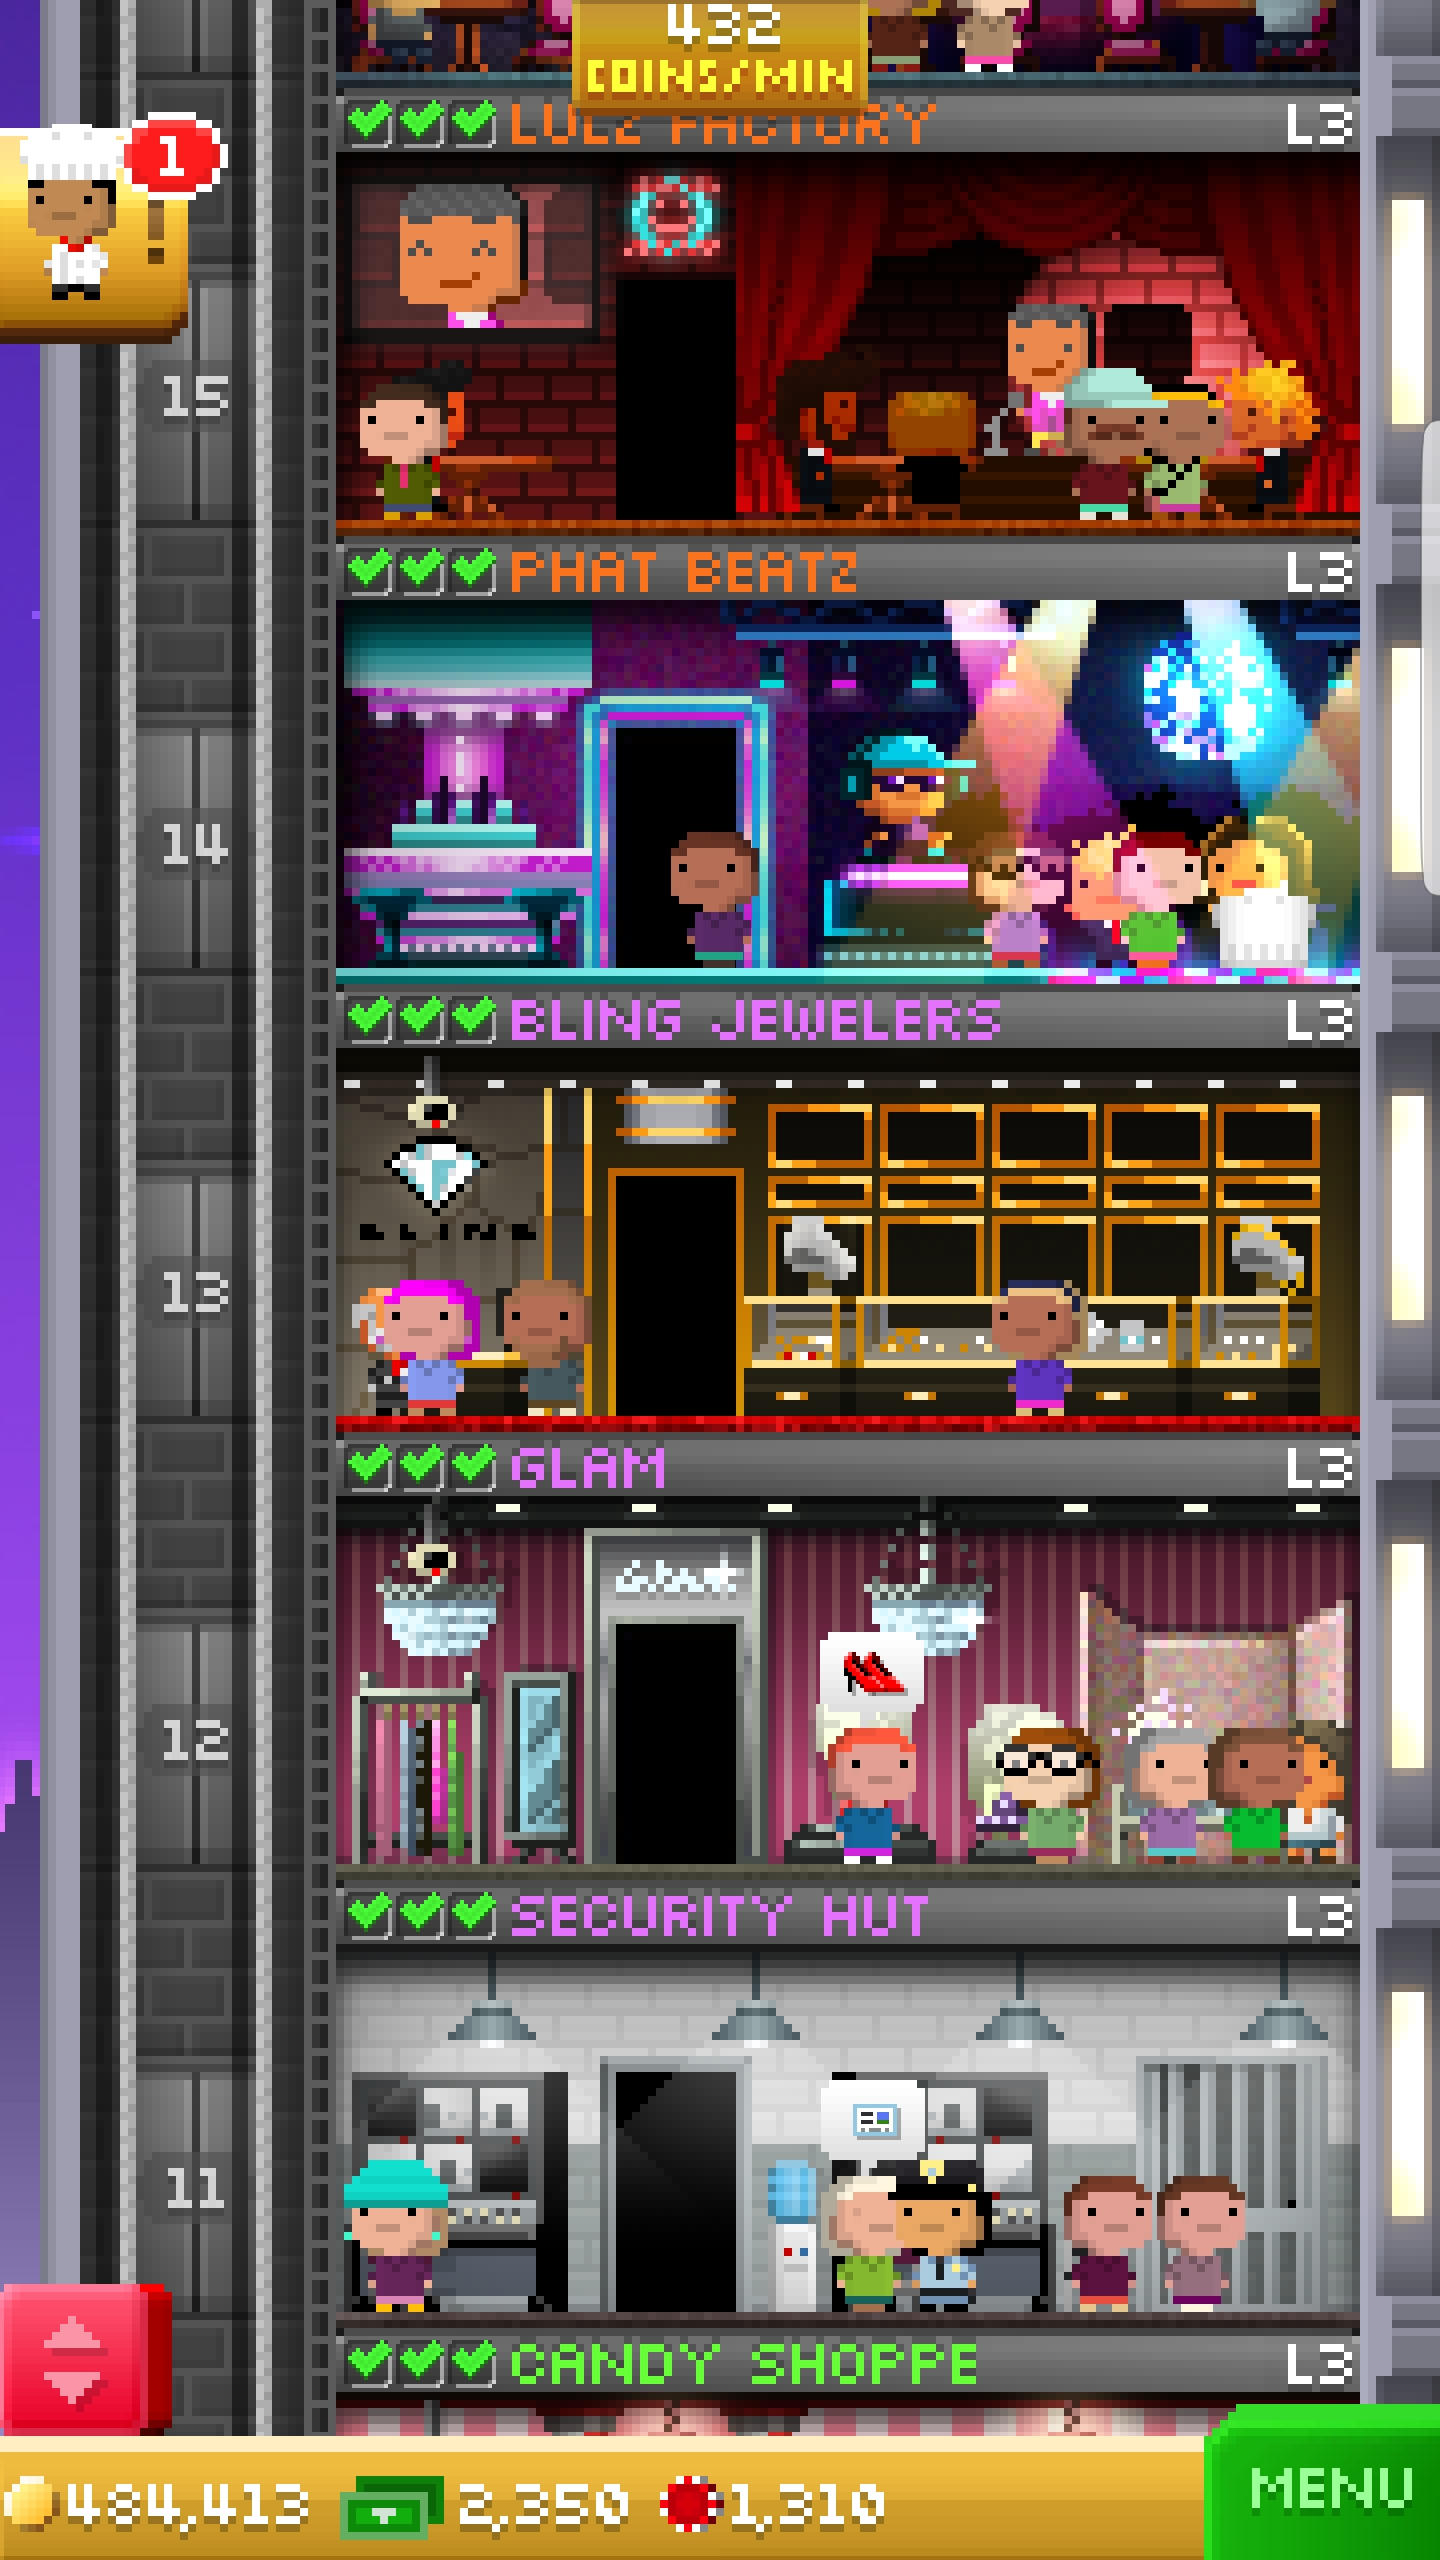 432
COINS/MIN
LULZ FACTORY L3
1
!
15
PHAT BEATZ L3
14
BLING JEWELERS L3
BLING
13
GLAM L3
Glam
12
SECURITY HUT L3
11
CANDY SHOPPE L3
484,413 2,350 1,310
MENU